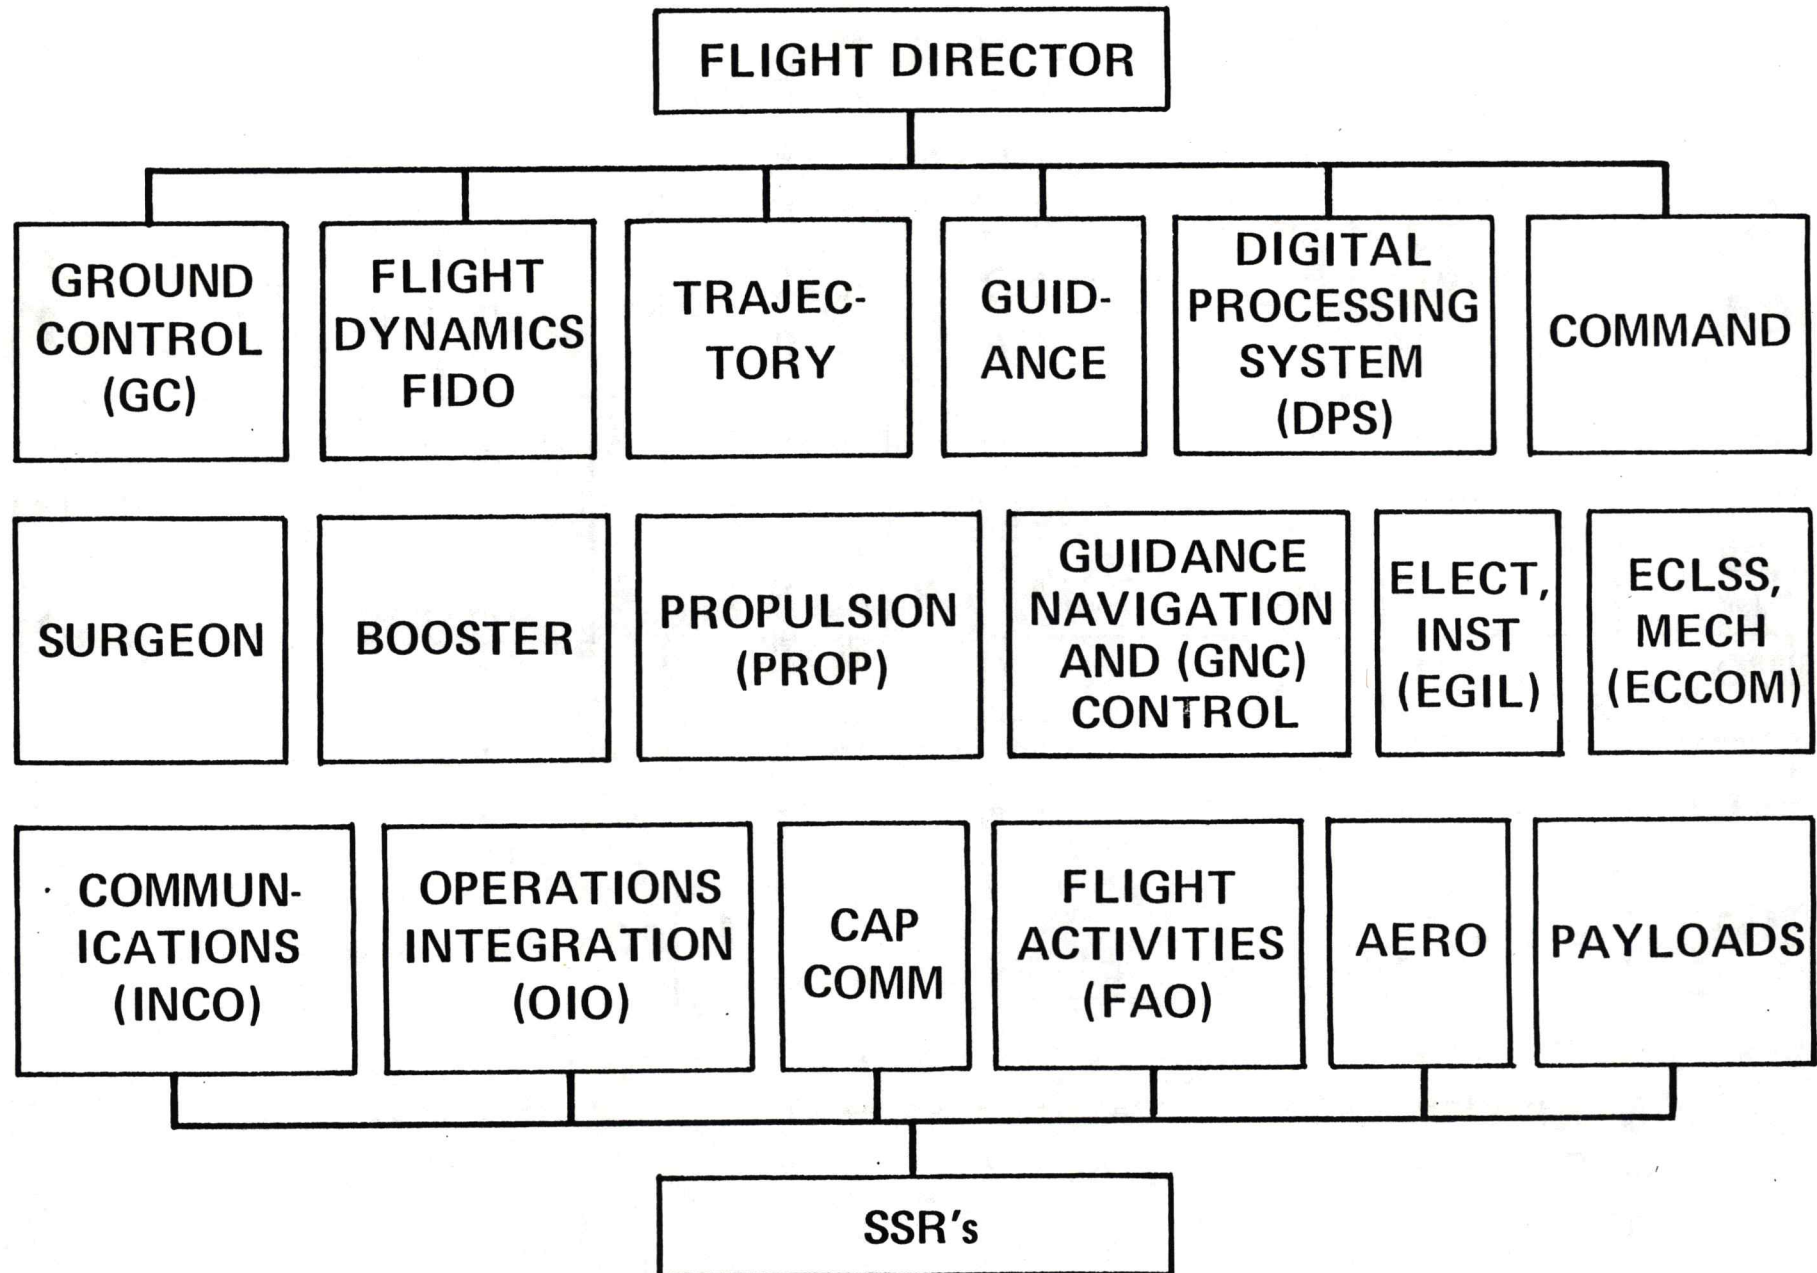 FLIGHT DIRECTOR
GROUND
CONTROL
(GC)
FLIGHT
DYNAMICS
FIDO
TRAJEC-
TORY
GUID-
ANCE
DIGITAL
PROCESSING
SYSTEM
(DPS)
COMMAND
SURGEON
BOOSTER
PROPULSION
(PROP)
GUIDANCE
NAVIGATION
AND (GNC)
CONTROL
ELECT,
INST
(EGIL)
ECLSS,
MECH
(ECCOM)
COMMUN-
ICATIONS
(INCO)
OPERATIONS
INTEGRATION
(OIO)
CAP
COMM
FLIGHT
ACTIVITIES
(FAO)
AERO
PAYLOADS
SSR's